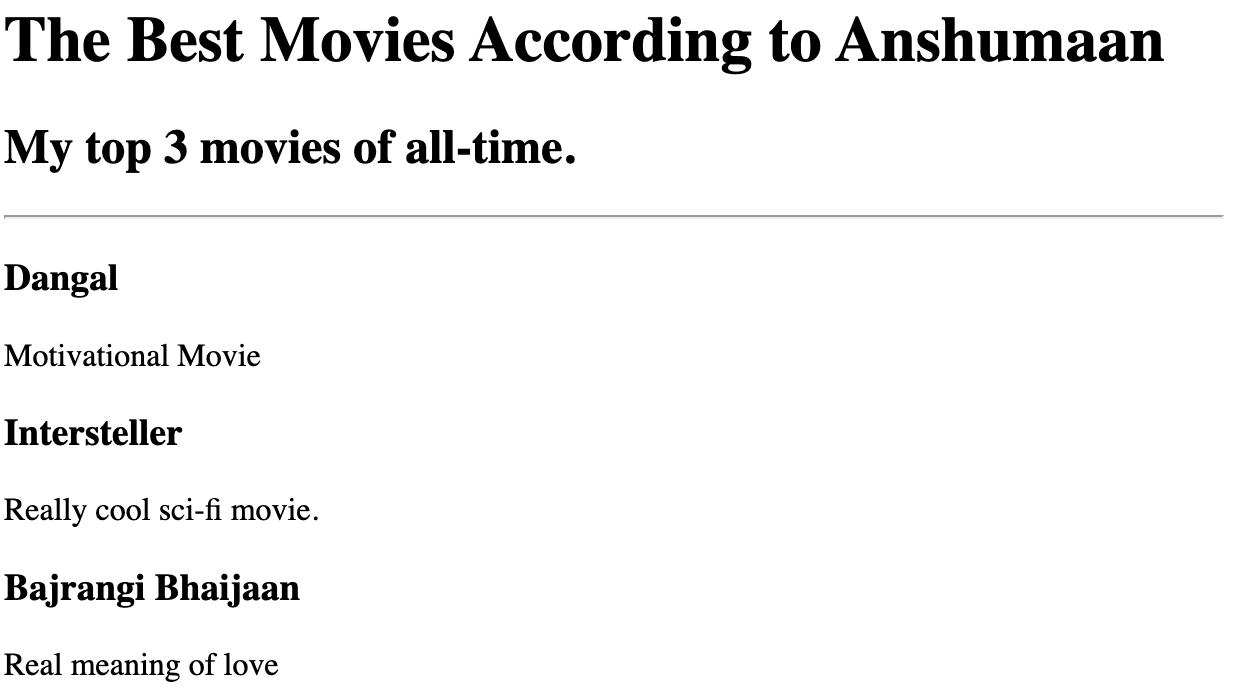 The Best Movies According to Anshumaan
My top 3 movies of all-time.
Dangal
Motivational Movie
Intersteller
Really cool sci-fi movie.
Bajrangi Bhaijaan
Real meaning of love